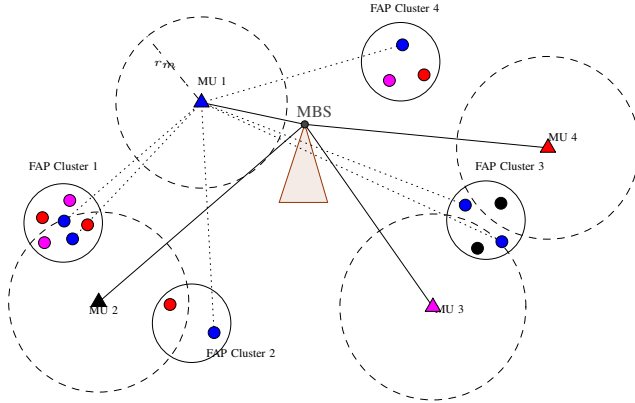 FAP Cluster 4
r_m
MU 1
MBS
MU 4
FAP Cluster 1
FAP Cluster 3
MU 2
MU 3
FAP Cluster 2